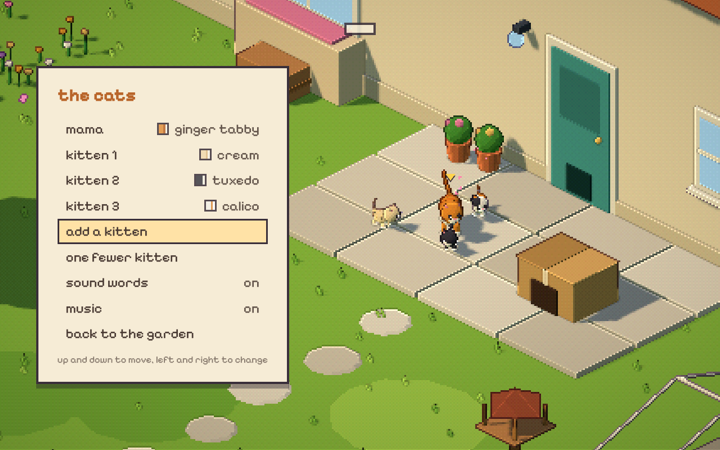 the cats
mama ginger tabby
kitten 1 cream
kitten 2 tuxedo
kitten 3 calico
add a kitten
one fewer kitten
sound words on
music on
back to the garden
up and down to move, left and right to change